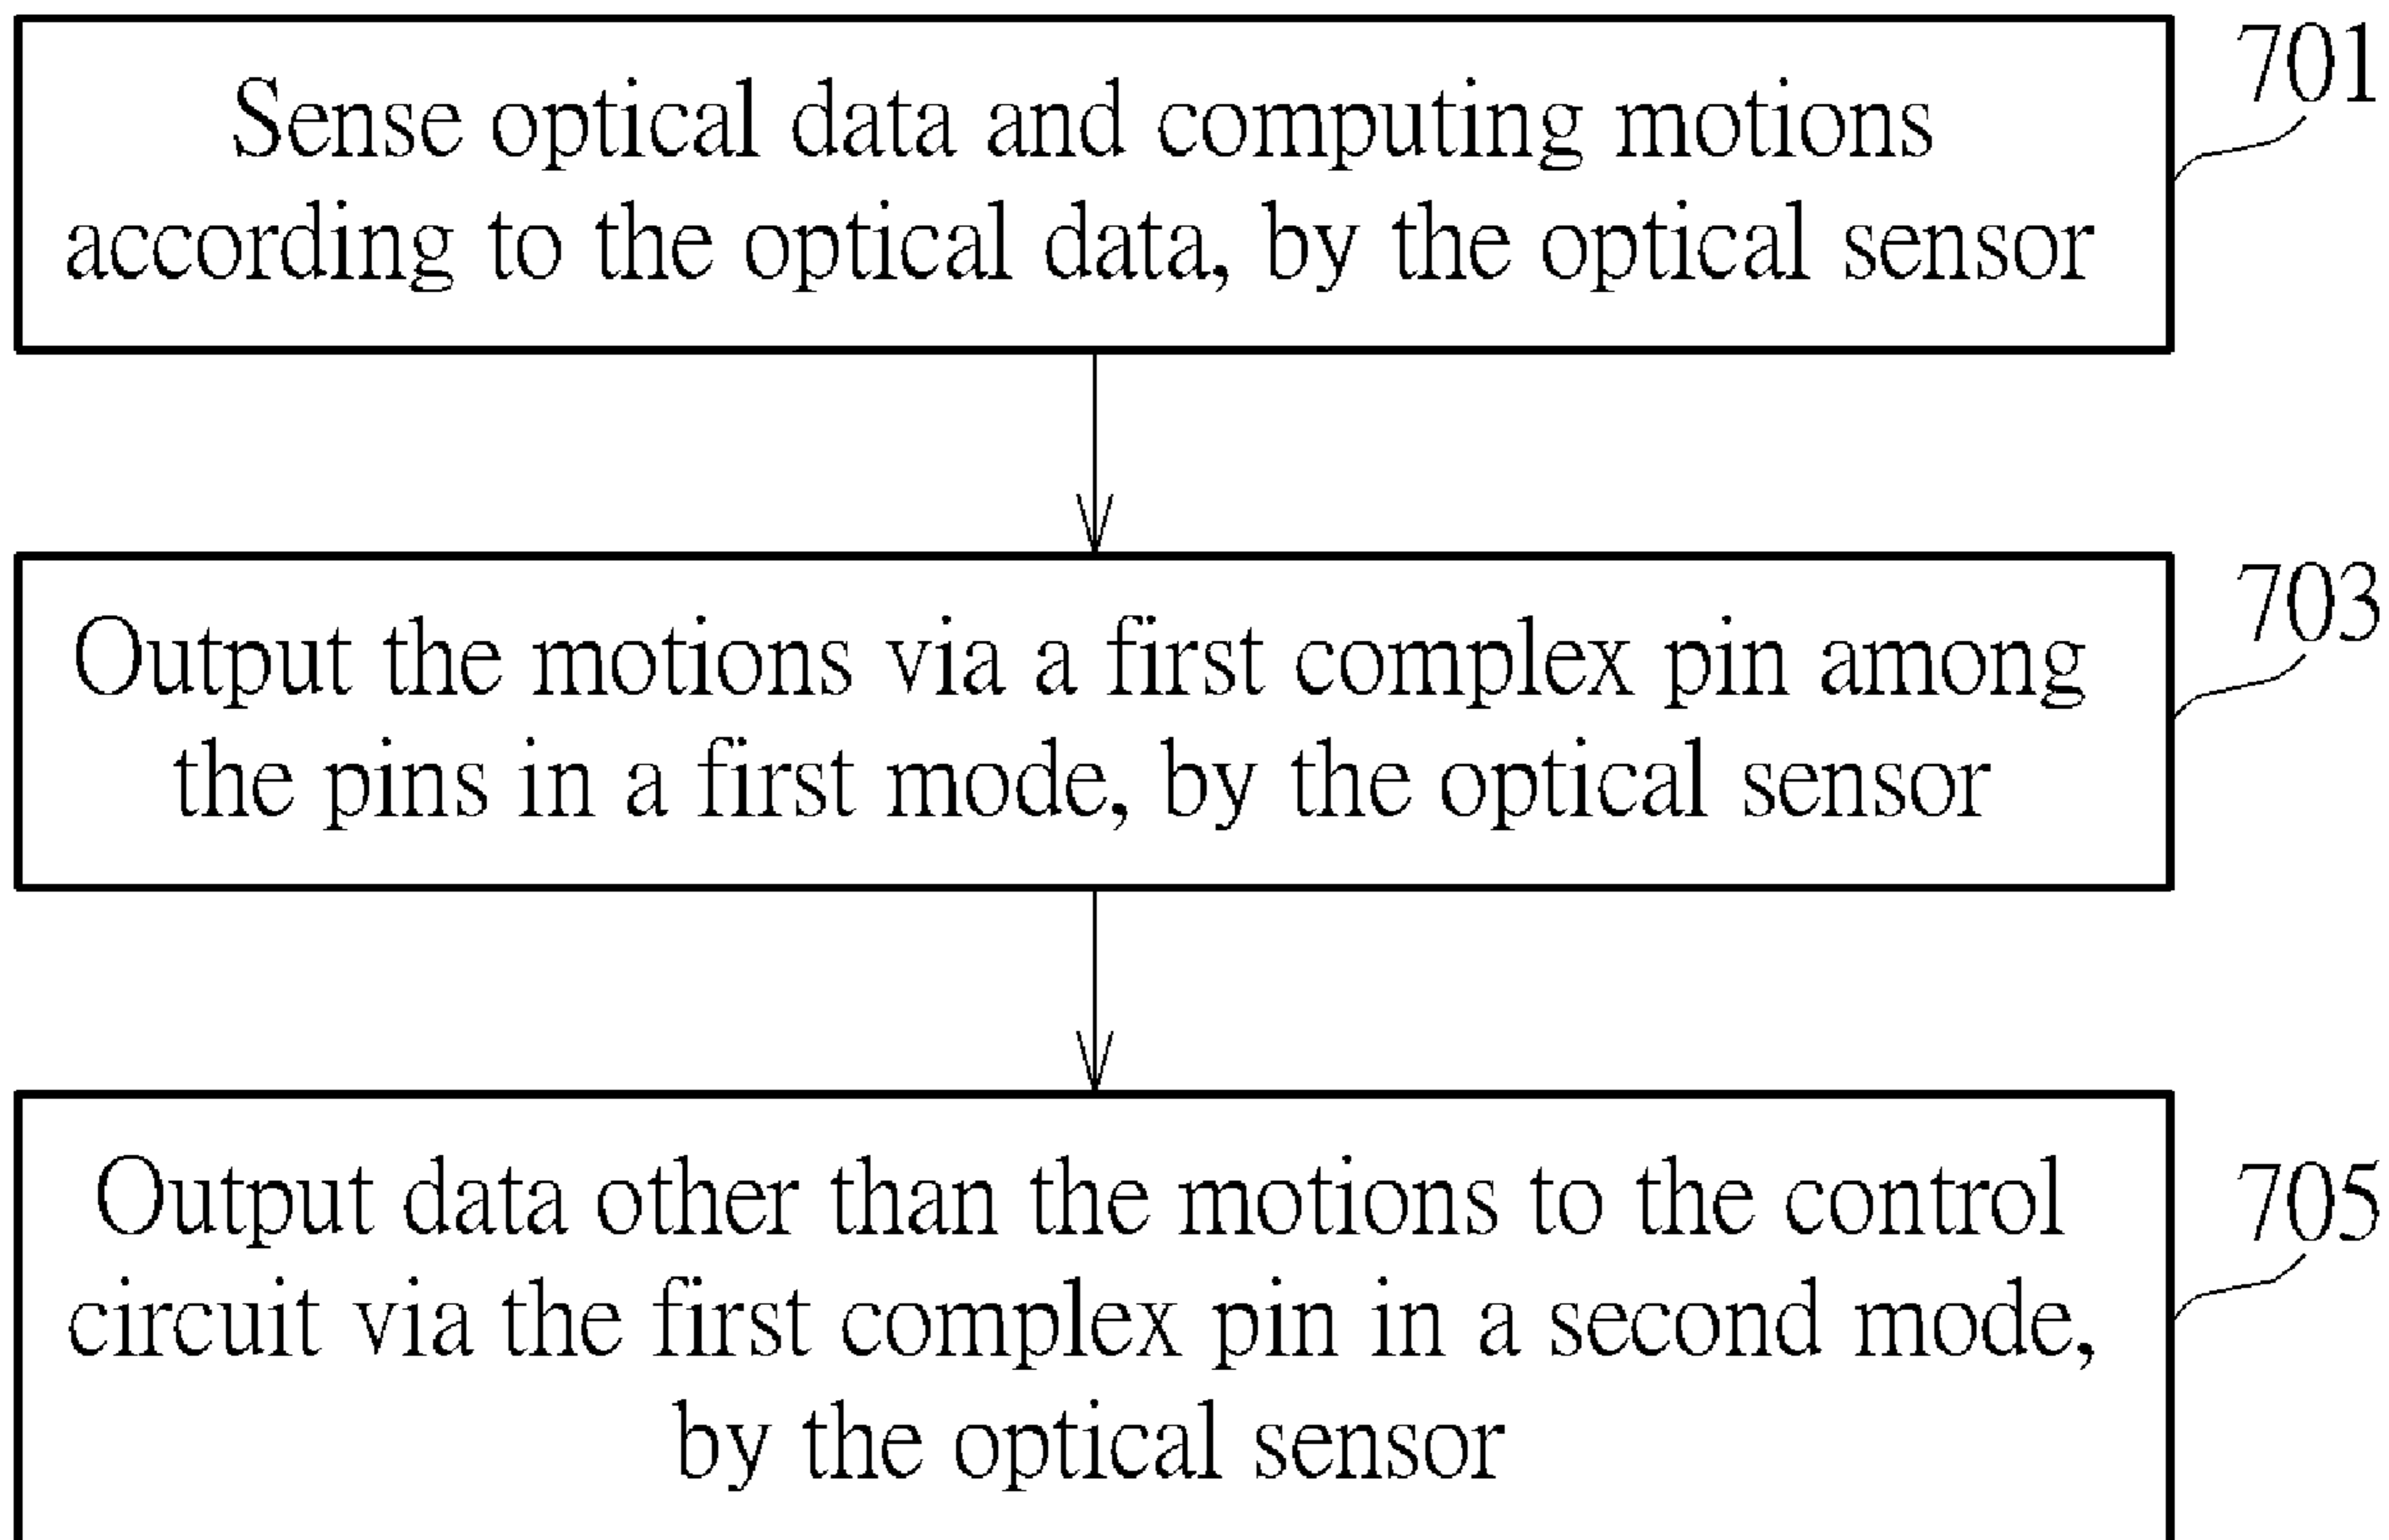 701
Sense optical data and computing motions
according to the optical data, by the optical sensor
703
Output the motions via a first complex pin among
the pins in a first mode, by the optical sensor
705
Output data other than the motions to the control
circuit via the first complex pin in a second mode,
by the optical sensor